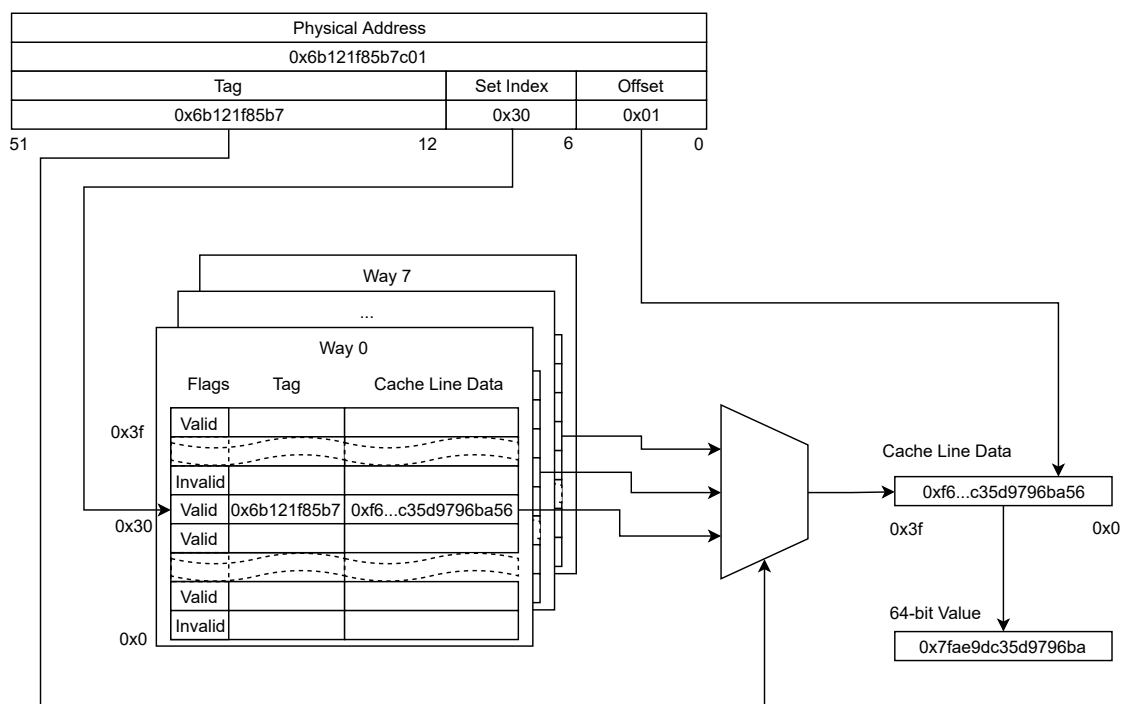 Physical Address
0x6b121f85b7c01
Tag Set Index Offset
0x6b121f85b7 0x30 0x01
51 12 6 0
Way 7
...
Way 0
Flags Tag Cache Line Data
0x3f Valid
Invalid
0x30 Valid 0x6b121f85b7 0xf6...c35d9796ba56
Valid
Valid
0x0 Invalid
Cache Line Data
0xf6...c35d9796ba56
0x3f 0x0
64-bit Value
0x7fae9dc35d9796ba